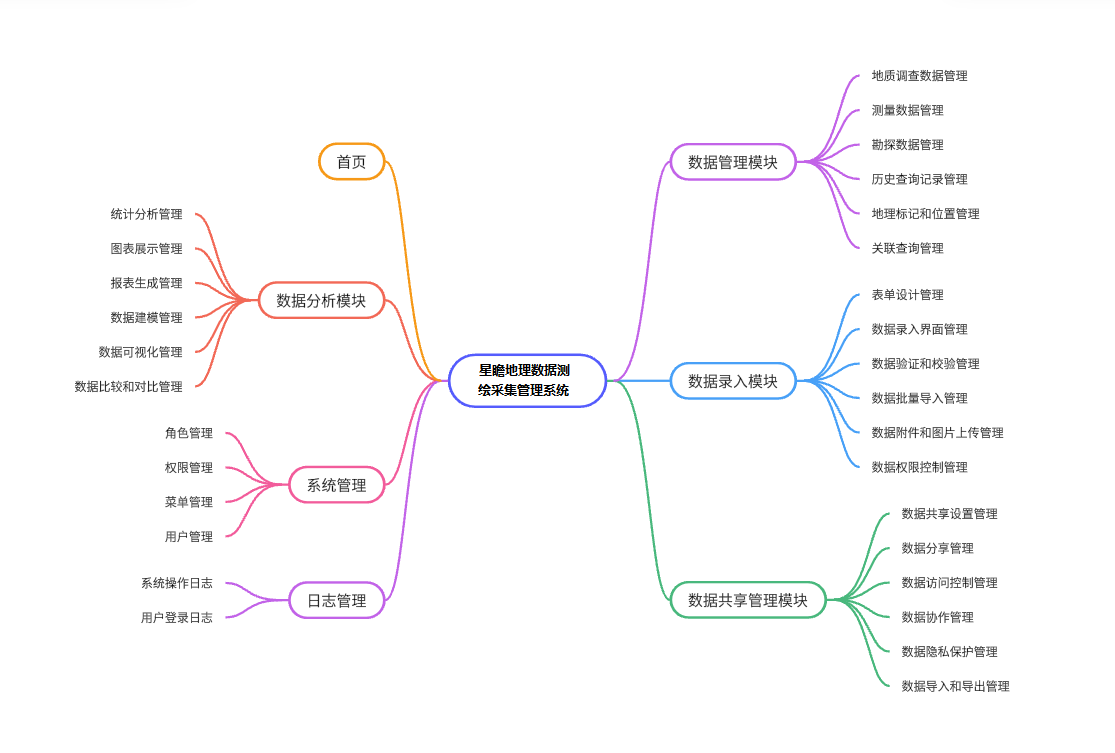 星瞻地理数据测
绘采集管理系统
首页
数据分析模块
统计分析管理
图表展示管理
报表生成管理
数据建模管理
数据可视化管理
数据比较和对比管理
系统管理
角色管理
权限管理
菜单管理
用户管理
日志管理
系统操作日志
用户登录日志
数据管理模块
地质调查数据管理
测量数据管理
勘探数据管理
历史查询记录管理
地理标记和位置管理
关联查询管理
数据录入模块
表单设计管理
数据录入界面管理
数据验证和校验管理
数据批量导入管理
数据附件和图片上传管理
数据权限控制管理
数据共享管理模块
数据共享设置管理
数据分享管理
数据访问控制管理
数据协作管理
数据隐私保护管理
数据导入和导出管理